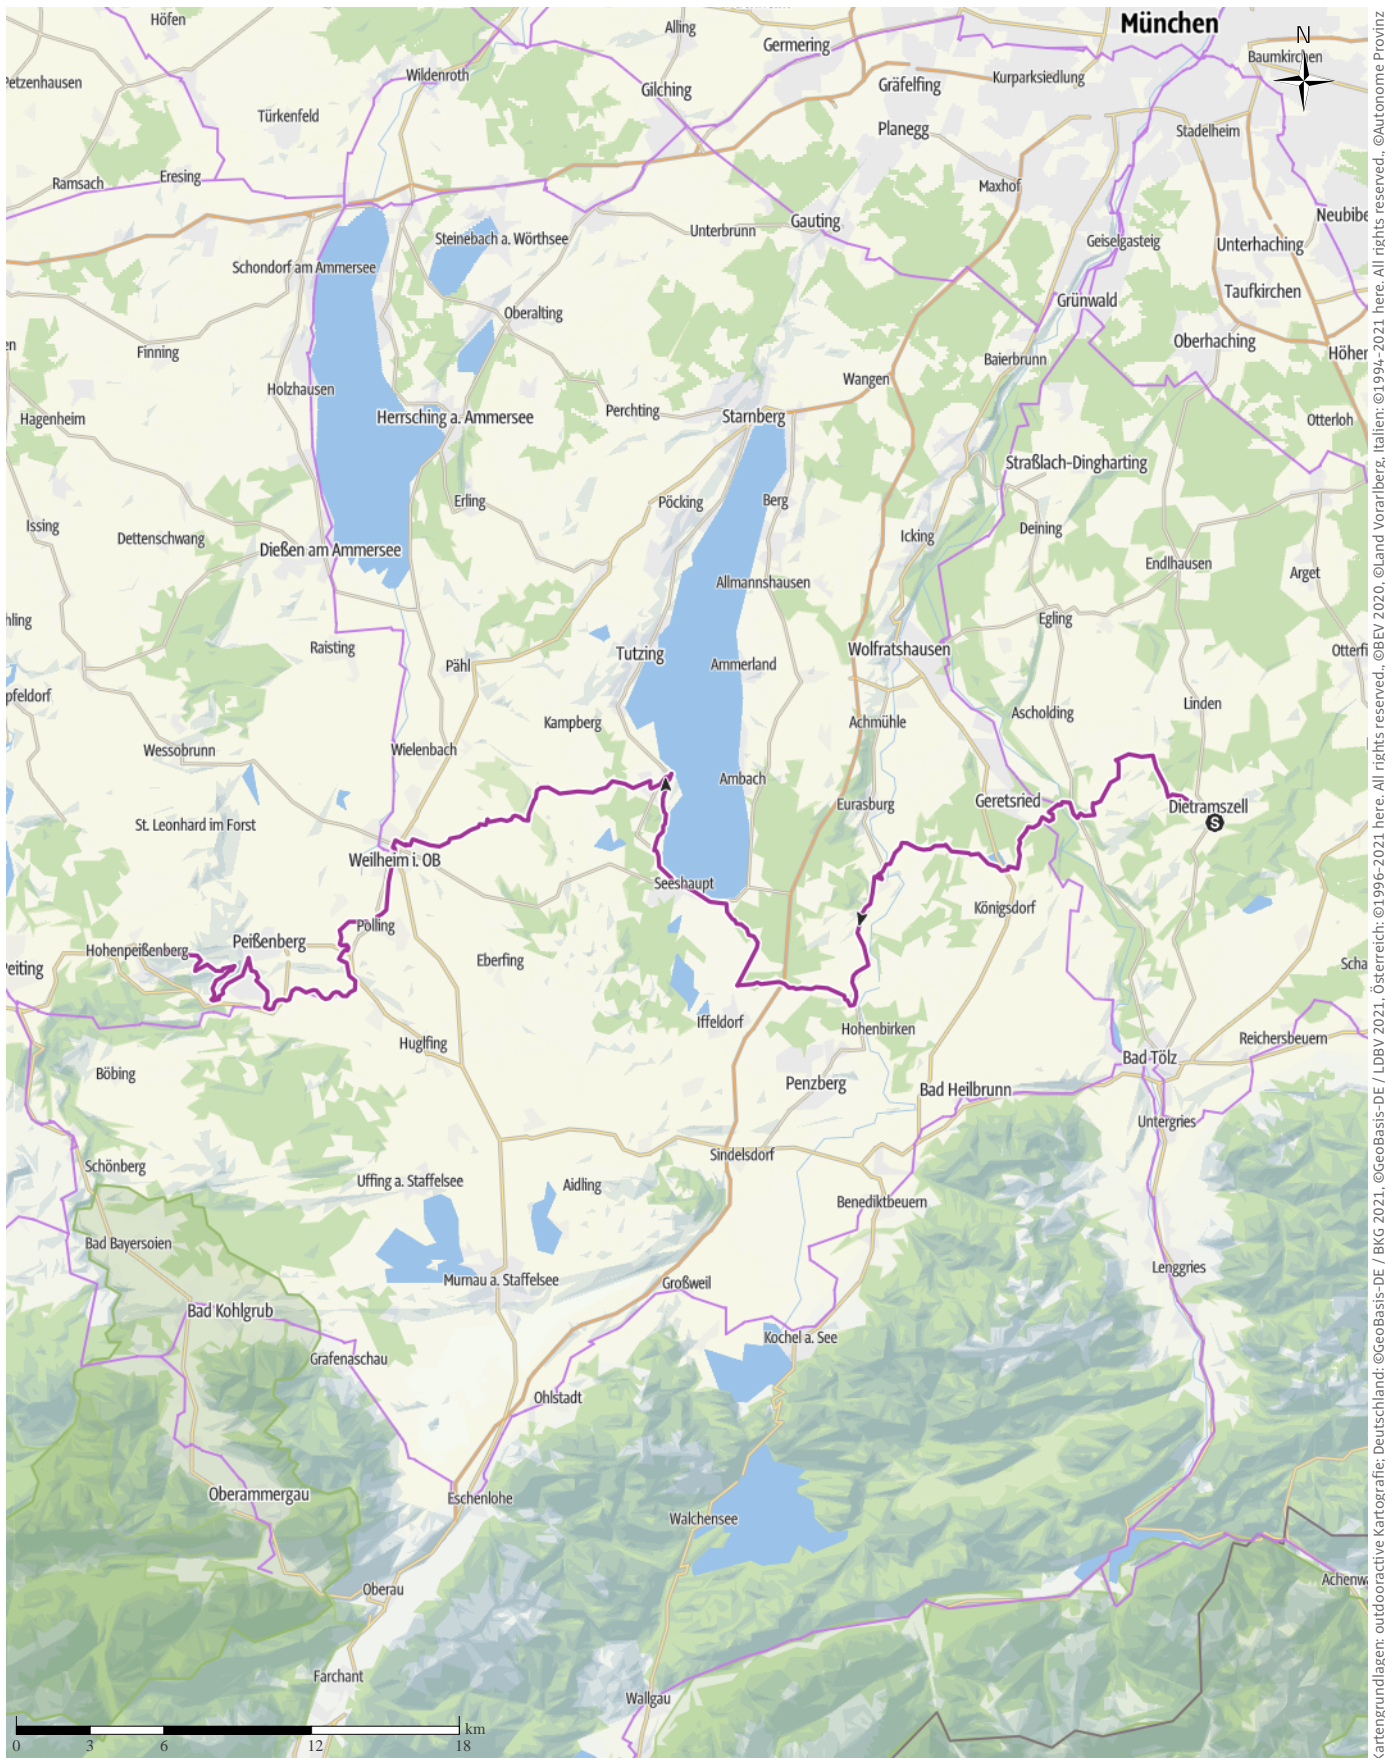 Höfen
Alling
München
N
Germering
Baumkirchen
Petzenhausen
Wildenroth
Gilching
Gräfelfing
Kurparksiedlung
Türkenfeld
Planegg
Stadelheim
Ramsach
Eresing
Maxhof
Neubibe
Gauting
Unterbrunn
Steinebach a. Wörthsee
Geiselgasteig
Unterhaching
Schondorf am Ammersee
Taufkirchen
Grünwald
Oberalting
en
Finning
Baierbrunn
Oberhaching
Höher
Holzhausen
Wangen
Hagenheim
Herrsching a. Ammersee
Perchting
Starnberg
Otterloh
Straßlach-Dingharting
Erling
Pöcking
Berg
Issing
Dettenschwang
Dießen am Ammersee
Icking
Deining
Endlhausen
Arget
Allmannshausen
hling
Egling
Raisting
Pähl
Tutzing
Ammerland
Wolfratshausen
Otterfi
pfeldorf
Linden
Kampberg
Achmühle
Ascholding
Wessobrunn
Wielenbach
Ambach
Eurasburg
Geretsried
Dietramszell
S
St. Leonhard im Forst
Weilheim i. OB
Seeshaupt
Königsdorf
Polling
Hohenpeißenberg
Peißenberg
Eberfing
Peiting
Scha
Iffeldorf
Hohenbirken
Huglfing
Reichersbeuern
Bad Tölz
Böbing
Penzberg
Bad Heilbrunn
Untergries
Sindelsdorf
Schönberg
Uffing a. Staffelsee
Aidling
Benediktbeuern
Bad Bayersoien
Lenggries
Murnau a. Staffelsee
Großweil
Bad Kohlgrub
Kochel a. See
Grafenaschau
Ohlstadt
Oberammergau
Eschenlohe
Walchensee
Oberau
Achenwa
Farchant
Wallgau
km
0 3 6 12 18
artengrundlagen: outdooractive Kartografie; Deutschland: ©GeoBasis-DE / BKG 2021, ©GeoBasis-DE / LDBV 2021, Österreich: ©1996-2021 here. All rights reserved., ©BEV 2020, ©Land Vorarlberg, Italien: ©1994-2021 here. All rights reserved., ©Autonome Provinz